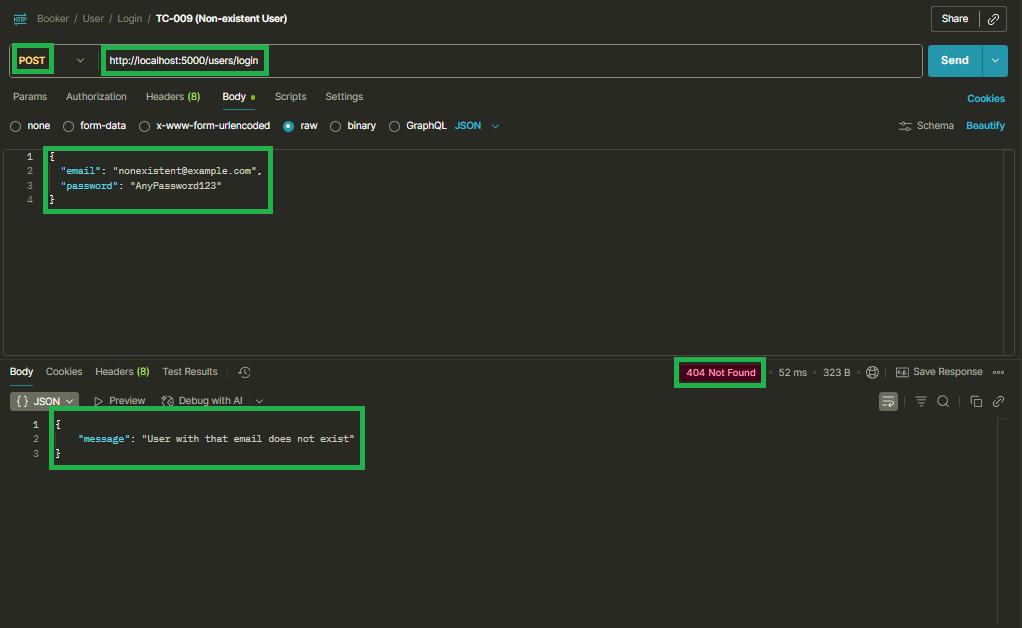 HTTP Booker / User / Login / TC-009 (Non-existent User) Share
POST http://localhost:5000/users/login Send
Params Authorization Headers (8) Body Scripts Settings Cookies
none form-data x-www-form-urlencoded raw binary GraphQL JSON Schema Beautify
1 {
2 "email": "nonexistent@example.com",
3 "password": "AnyPassword123"
4 }
Body Cookies Headers (8) Test Results 404 Not Found • 52 ms • 323 B • Save Response
{} JSON Preview Debug with AI
1 {
2 "message": "User with that email does not exist"
3 }